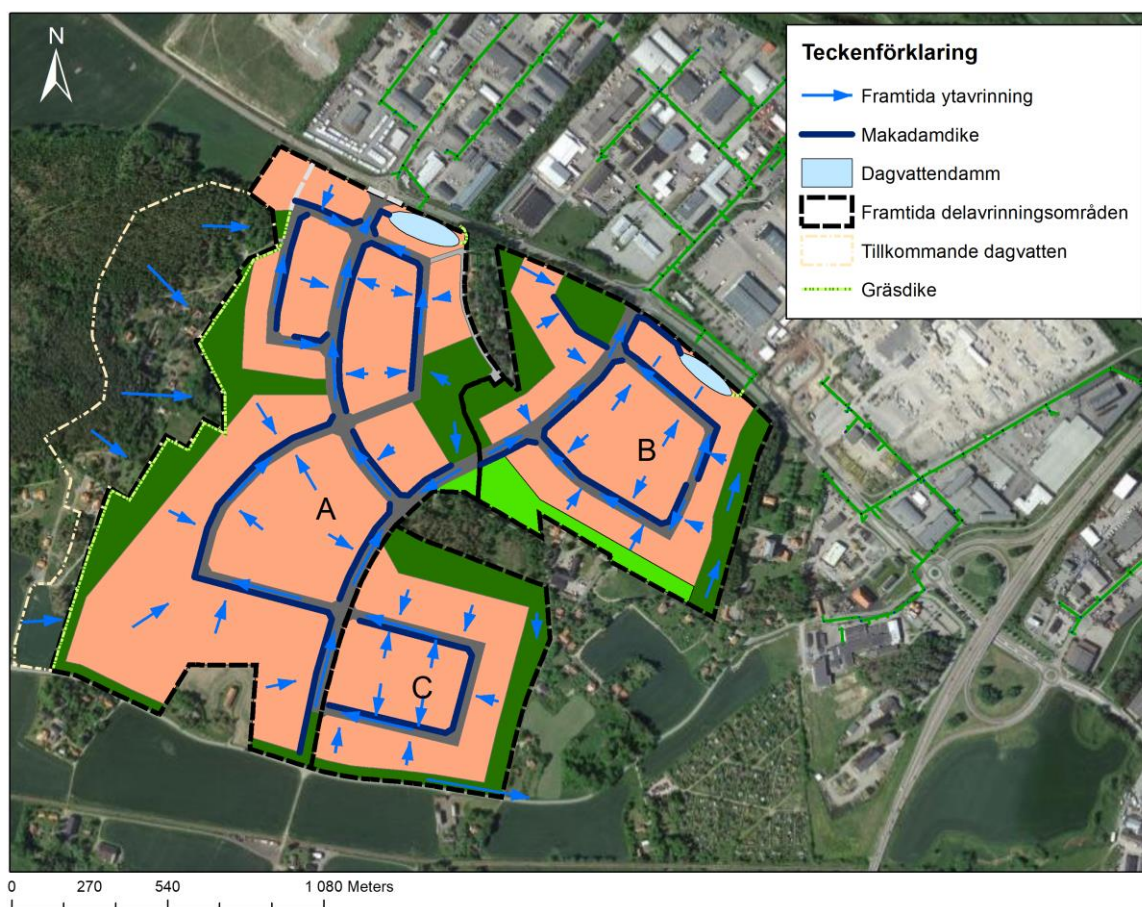 N
Teckenförklaring
Framtida ytavrinning
Makadamdike
Dagvattendamm
Framtida delavrinningsområden
Tillkommande dagvatten
Gräsdike
A
B
C
0 270 540 1 080 Meters